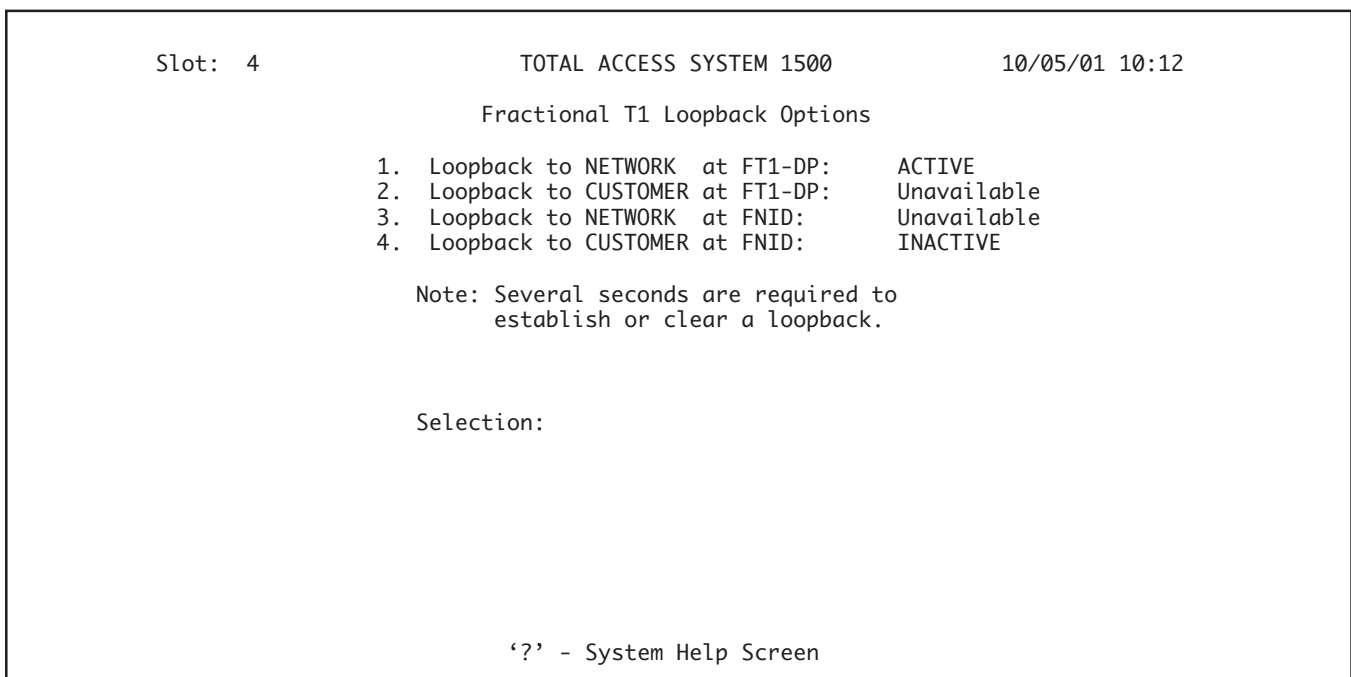 Slot: 4 TOTAL ACCESS SYSTEM 1500 10/05/01 10:12
Fractional T1 Loopback Options
1. Loopback to NETWORK at FT1-DP: ACTIVE
2. Loopback to CUSTOMER at FT1-DP: Unavailable
3. Loopback to NETWORK at FNID: Unavailable
4. Loopback to CUSTOMER at FNID: INACTIVE
Note: Several seconds are required to
establish or clear a loopback.
Selection:
‘?’ - System Help Screen